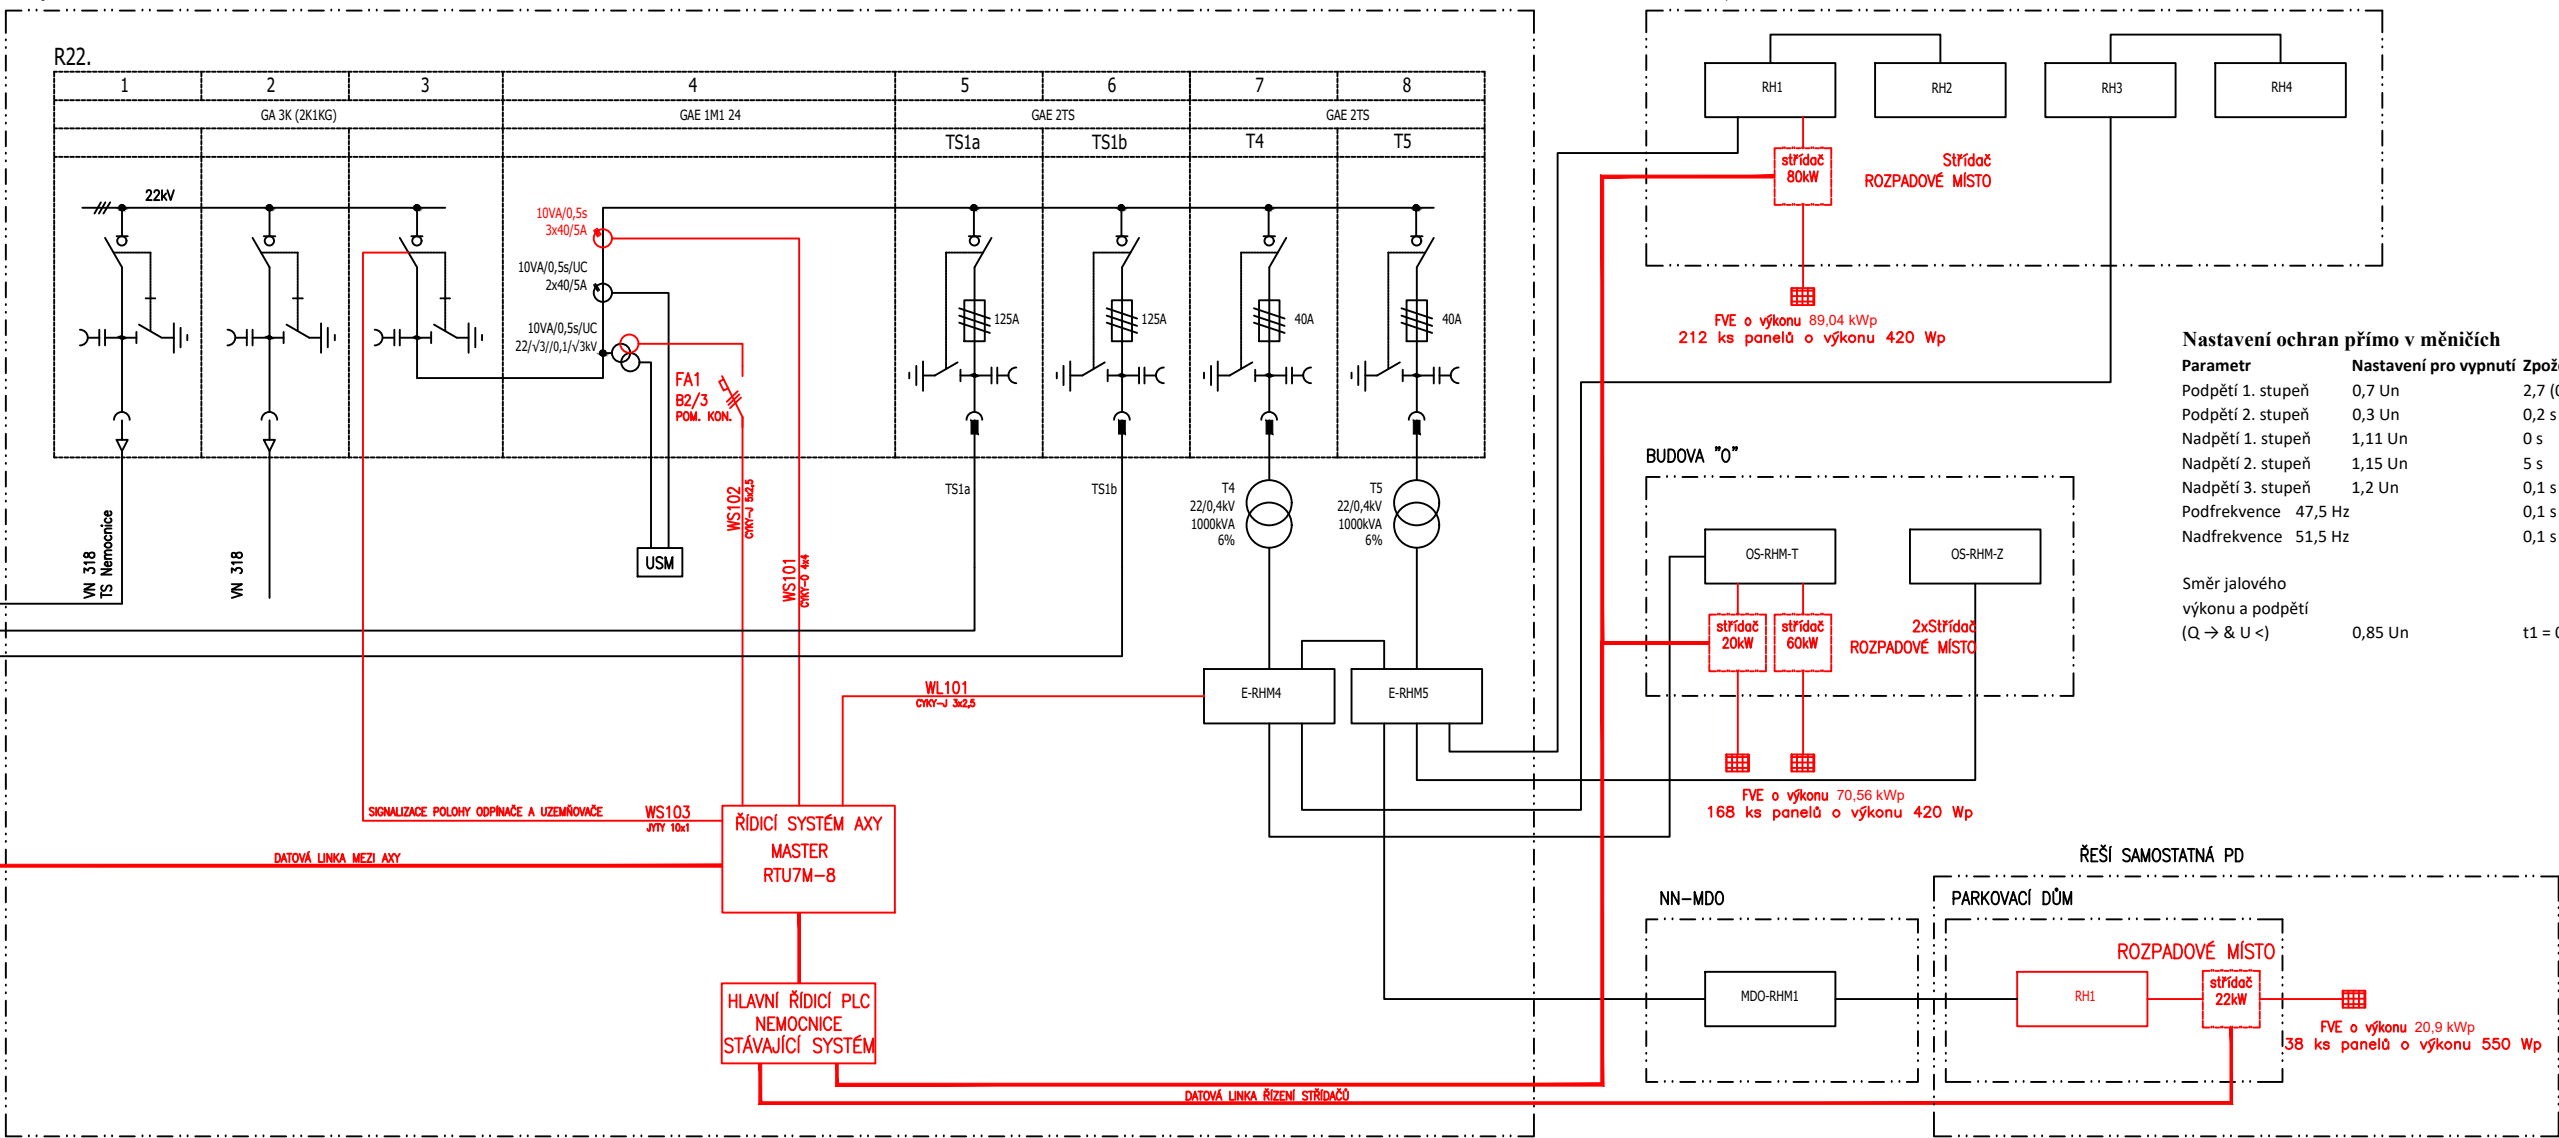 R22.
1 2 3 4 5 6 7 8
GA 3K (2K1KG) GAE 1M1 24 GAE 2TS GAE 2TS
TS1a TS1b T4 T5
22kV
10VA/0,5s
3x40/5A
10VA/0,5s/UC
2x40/5A
10VA/0,5s/UC
22/√3//0,1/√3kV
FA1
B2/3
POM. KON.
125A
125A
40A
40A
VN 318
TS Nemocnice
VN 318
WS102
CYKY-J 5x2,5
WS101
CYKY-O 4x4
USM
TS1a
TS1b
T4
22/0,4kV
1000kVA
6%
T5
22/0,4kV
1000kVA
6%
WL101
CYKY-J 3x2,5
E-RHM4
E-RHM5
SIGNALIZACE POLOHY ODPÍNAČE A UZEMŇOVAČE
WS103
JYTY 10x1
DATOVÁ LINKA MEZI AXY
ŘÍDICÍ SYSTÉM AXY
MASTER
RTU7M-8
HLAVNÍ ŘÍDICÍ PLC
NEMOCNICE
STÁVAJÍCÍ SYSTÉM
DATOVÁ LINKA ŘÍZENÍ STŘÍDAČŮ
RH1
RH2
RH3
RH4
střídač
80kW
Střídač
ROZPADOVÉ MÍSTO
FVE o výkonu 89,04 kWp
212 ks panelů o výkonu 420 Wp
BUDOVA "O"
OS-RHM-T
OS-RHM-Z
střídač
20kW
střídač
60kW
2xStřídač
ROZPADOVÉ MÍSTO
FVE o výkonu 70,56 kWp
168 ks panelů o výkonu 420 Wp
Nastavení ochran přímo v měničích
Parametr Nastavení pro vypnutí Zpož
Podpětí 1. stupeň 0,7 Un 2,7 (
Podpětí 2. stupeň 0,3 Un 0,2 s
Nadpětí 1. stupeň 1,11 Un 0 s
Nadpětí 2. stupeň 1,15 Un 5 s
Nadpětí 3. stupeň 1,2 Un 0,1 s
Podfrekvence 47,5 Hz 0,1 s
Nadfrekvence 51,5 Hz 0,1 s
Směr jalového
výkonu a podpětí
(Q → & U <) 0,85 Un t1 =
ŘEŠÍ SAMOSTATNÁ PD
NN-MDO
MDO-RHM1
PARKOVACÍ DŮM
ROZPADOVÉ MÍSTO
RH1
střídač
22kW
FVE o výkonu 20,9 kWp
38 ks panelů o výkonu 550 Wp